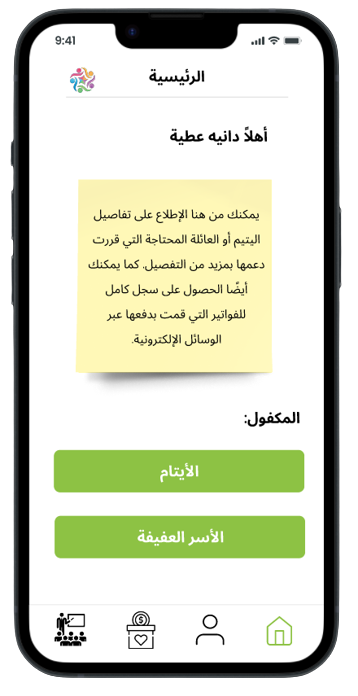 9:41
الرئيسية
أهلاً دانيه عطية
يمكنك من هنا الإطلاع على تفاصيل
اليتيم أو العائلة المحتاجة التي قررت
دعمها بمزيد من التفصيل. كما يمكنك
أيضًا الحصول على سجل كامل
للفواتير التي قمت بدفعها عبر
الوسائل الإلكترونية.
المكفول:
الأيتام
الأسر العفيفة
$